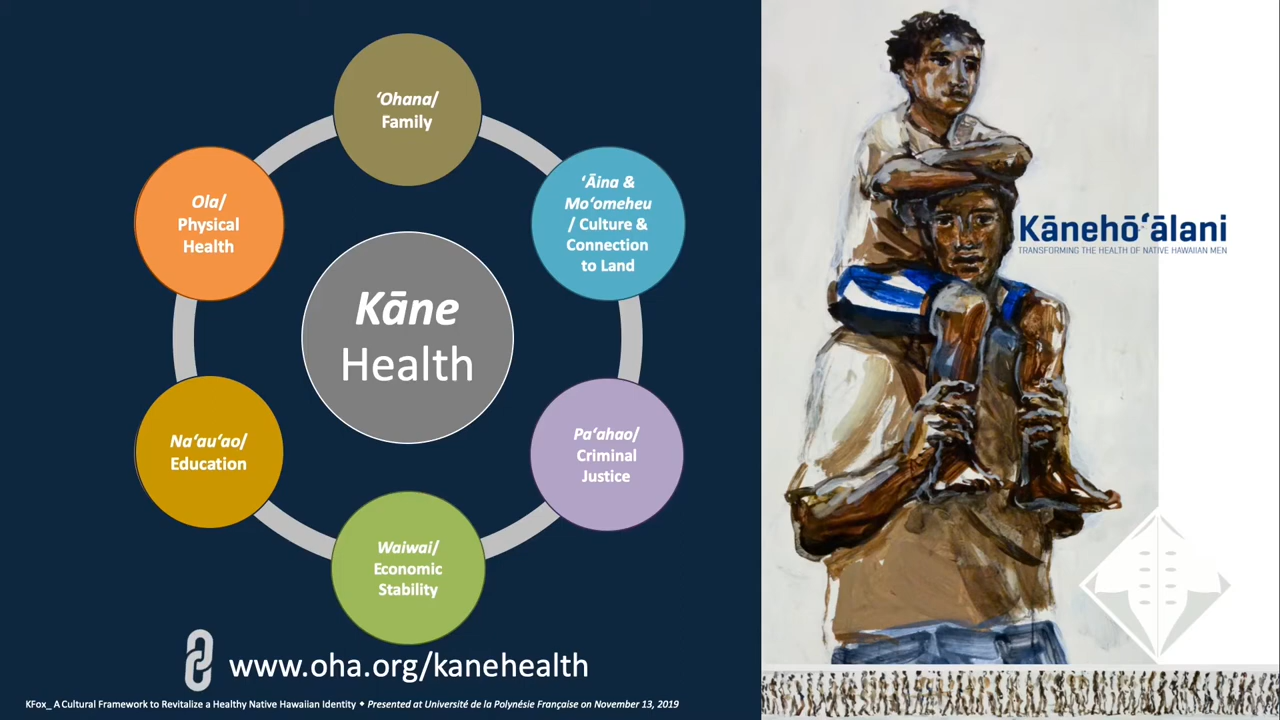 ‘Ohana/
Family
‘Āina &
Mo‘omeheu
/ Culture &
Connection
to Land
Pa‘ahao/
Criminal
Justice
Waiwai/
Economic
Stability
Na‘au‘ao/
Education
Ola/
Physical
Health
Kāne
Health
www.oha.org/kanehealth
KFox_ A Cultural Framework to Revitalize a Healthy Native Hawaiian Identity ◆ Presented at Université de la Polynésie Française on November 13, 2019
Kānehō‘ālani
TRANSFORMING THE HEALTH OF NATIVE HAWAIIAN MEN